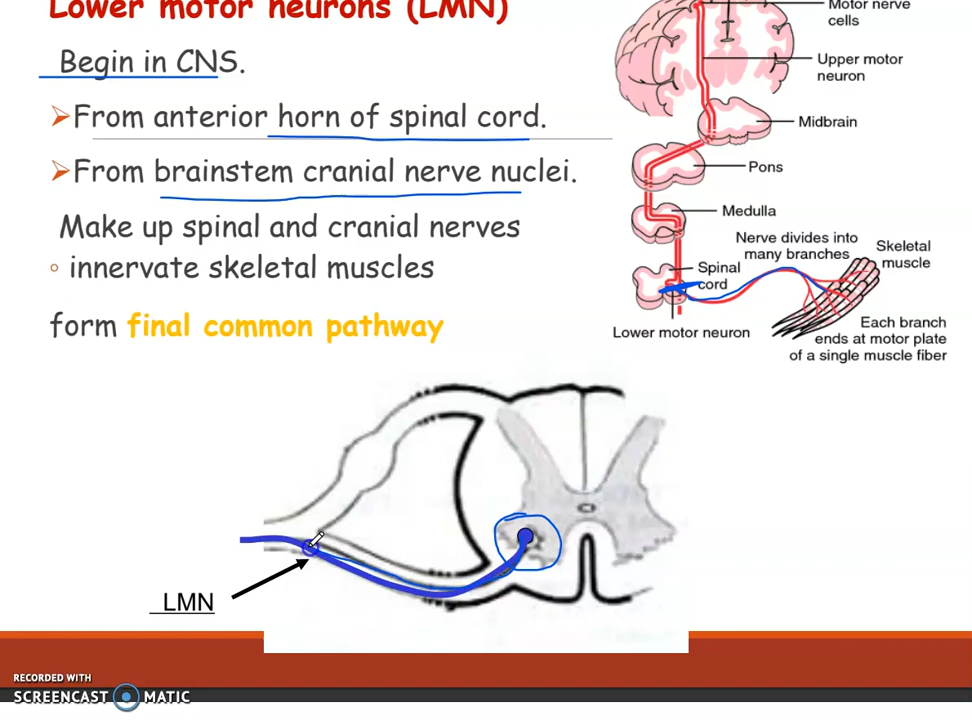 Lower motor neurons (LMN)
Begin in CNS.
➢From anterior horn of spinal cord.
➢From brainstem cranial nerve nuclei.
Make up spinal and cranial nerves
◦ innervate skeletal muscles
form final common pathway
Motor nerve
cells
Upper motor
neuron
Midbrain
Pons
Medulla
Nerve divides into
many branches
Skeletal
muscle
Spinal
cord
Lower motor neuron
Each branch
ends at motor plate
of a single muscle fiber
LMN
RECORDED WITH
SCREENCAST MATIC